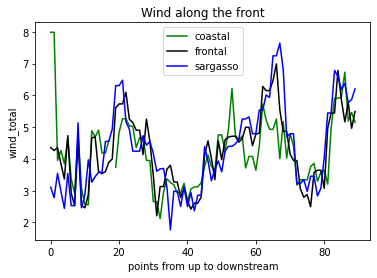 Wind along the front
coastal
frontal
sargasso
wind_total
8
7
6
5
4
3
2
0
20
40
60
80
points from up to downstream